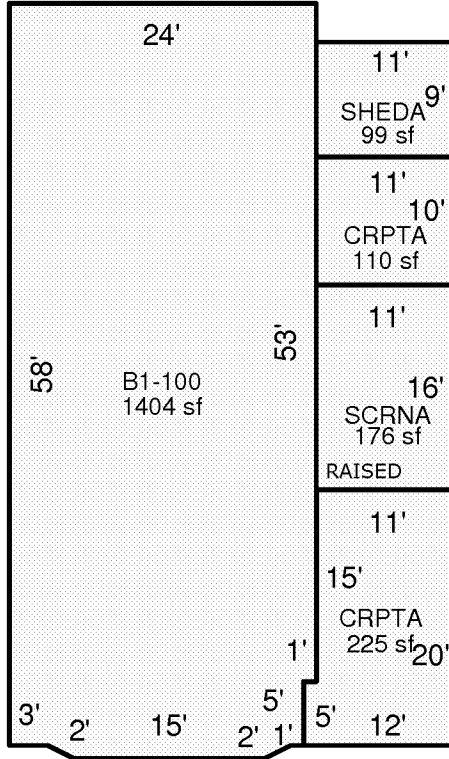 24'
11'
9'
SHEDA
99 sf
11'
10'
CRPTA
110 sf
11'
53'
58'
B1-100
1404 sf
16'
SCRNA
176 sf
RAISED
11'
15'
CRPTA
225 sf
20'
1'
5'
3'
2'
15'
2'
1'
5'
12'